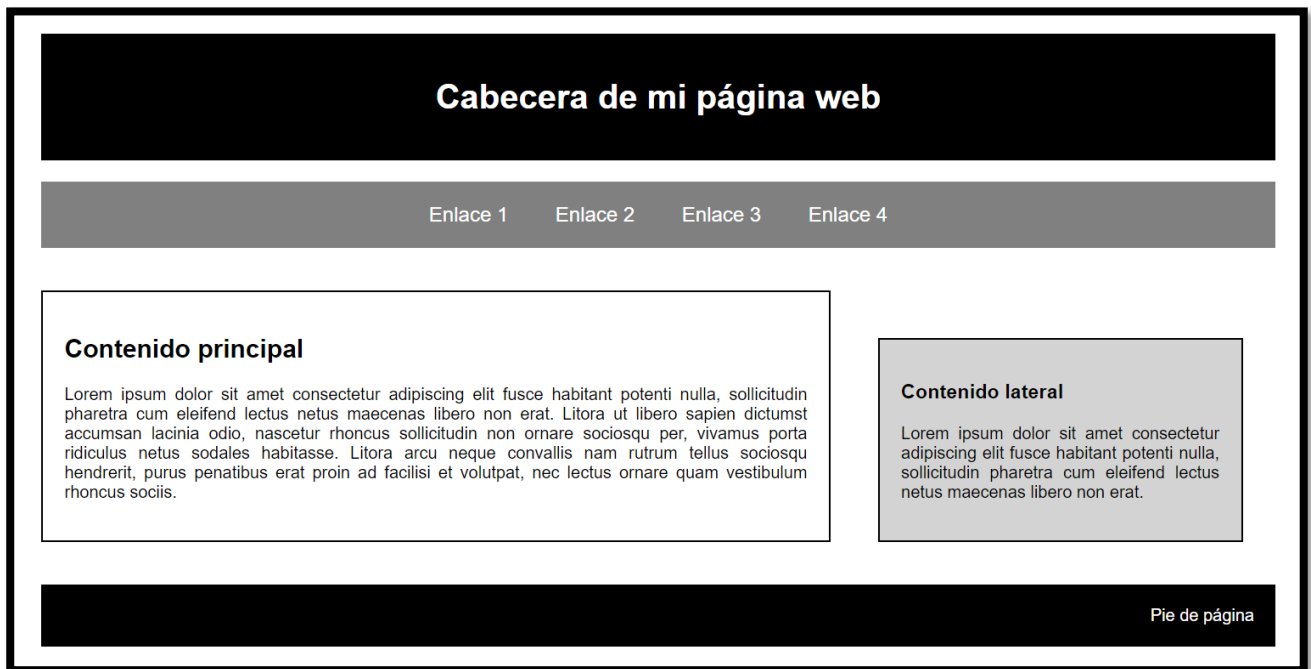 Cabecera de mi página web
Enlace 1 Enlace 2 Enlace 3 Enlace 4
Contenido principal
Lorem ipsum dolor sit amet consectetur adipiscing elit fusce habitant potenti nulla, sollicitudin
pharetra cum eleifend lectus netus maecenas libero non erat. Litora ut libero sapien dictumst
accumsan lacinia odio, nascetur rhoncus sollicitudin non ornare sociosqu per, vivamus porta
ridiculus netus sodales habitasse. Litora arcu neque convallis nam rutrum tellus sociosqu
hendrerit, purus penatibus erat proin ad facilisi et volutpat, nec lectus ornare quam vestibulum
rhoncus sociis.
Contenido lateral
Lorem ipsum dolor sit amet consectetur
adipiscing elit fusce habitant potenti nulla,
sollicitudin pharetra cum eleifend lectus
netus maecenas libero non erat.
Pie de página